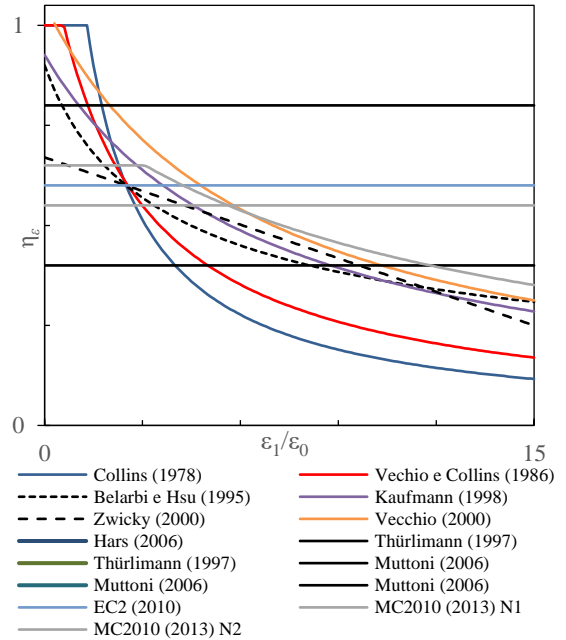 1
η_ε
0
0 ε₁/ε₀ 15
Collins (1978) Vechio e Collins (1986)
Belarbi e Hsu (1995) Kaufmann (1998)
Zwicky (2000) Vecchio (2000)
Hars (2006) Thürlimann (1997)
Thürlimann (1997) Muttoni (2006)
Muttoni (2006) Muttoni (2006)
EC2 (2010) MC2010 (2013) N1
MC2010 (2013) N2